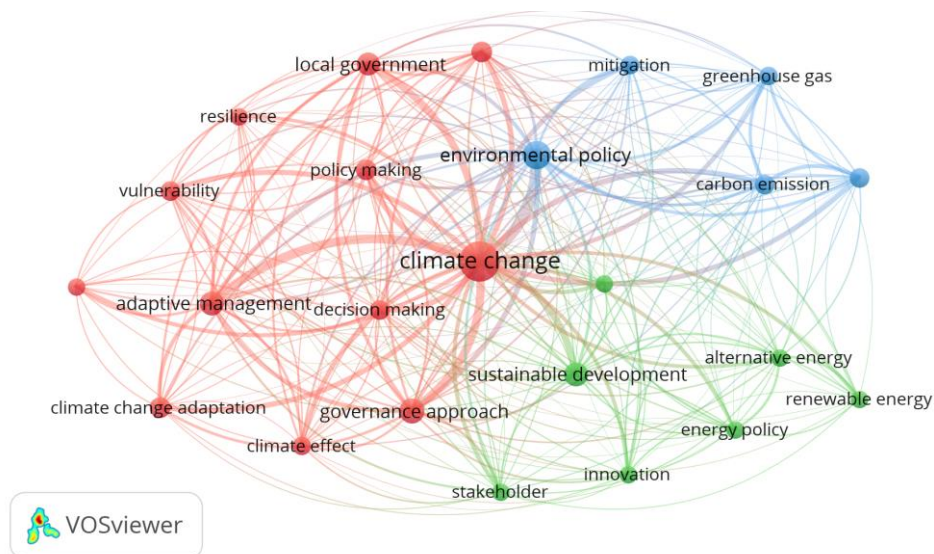 local government
mitigation
greenhouse gas
resilience
environmental policy
policy making
carbon emission
vulnerability
climate change
adaptive management
decision making
alternative energy
sustainable development
renewable energy
climate change adaptation
governance approach
energy policy
climate effect
innovation
stakeholder
VOSviewer